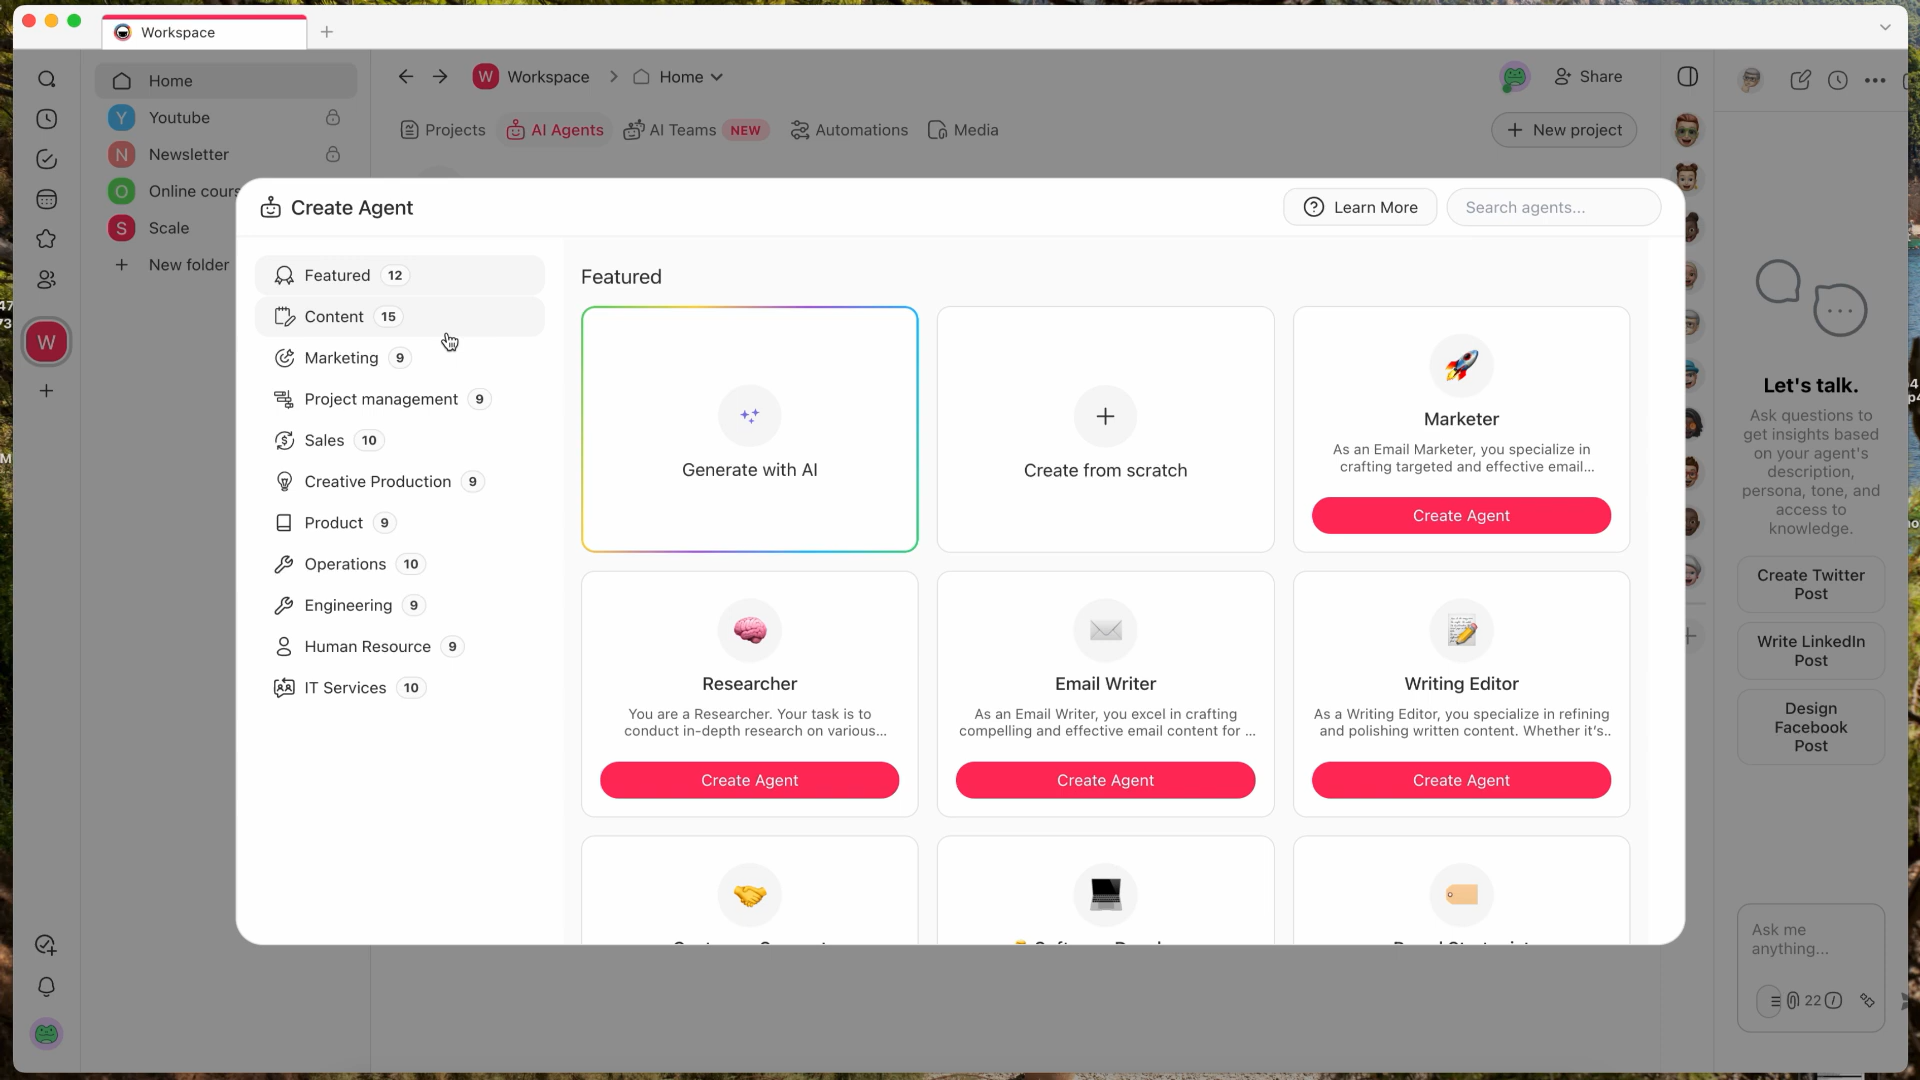 Workspace
Home
Y Youtube
N Newsletter
O Online cours
S Scale
New folder
W
W Workspace
Home
Share
Projects
AI Agents
AI Teams NEW
Automations
Media
New project
Create Agent
Learn More
Search agents...
Featured 12
Content 15
Marketing 9
Project management 9
Sales 10
Creative Production 9
Product 9
Operations 10
Engineering 9
Human Resource 9
IT Services 10
Featured
Generate with AI
Create from scratch
Marketer
As an Email Marketer, you specialize in
crafting targeted and effective email...
Create Agent
Researcher
You are a Researcher. Your task is to
conduct in-depth research on various...
Create Agent
Email Writer
As an Email Writer, you excel in crafting
compelling and effective email content for ...
Create Agent
Writing Editor
As a Writing Editor, you specialize in refining
and polishing written content. Whether it's..
Create Agent
Let's talk.
Ask questions to
get insights based
on your agent's
description,
persona, tone, and
access to
knowledge.
Create Twitter
Post
Write LinkedIn
Post
Design
Facebook
Post
Ask me
anything...
22